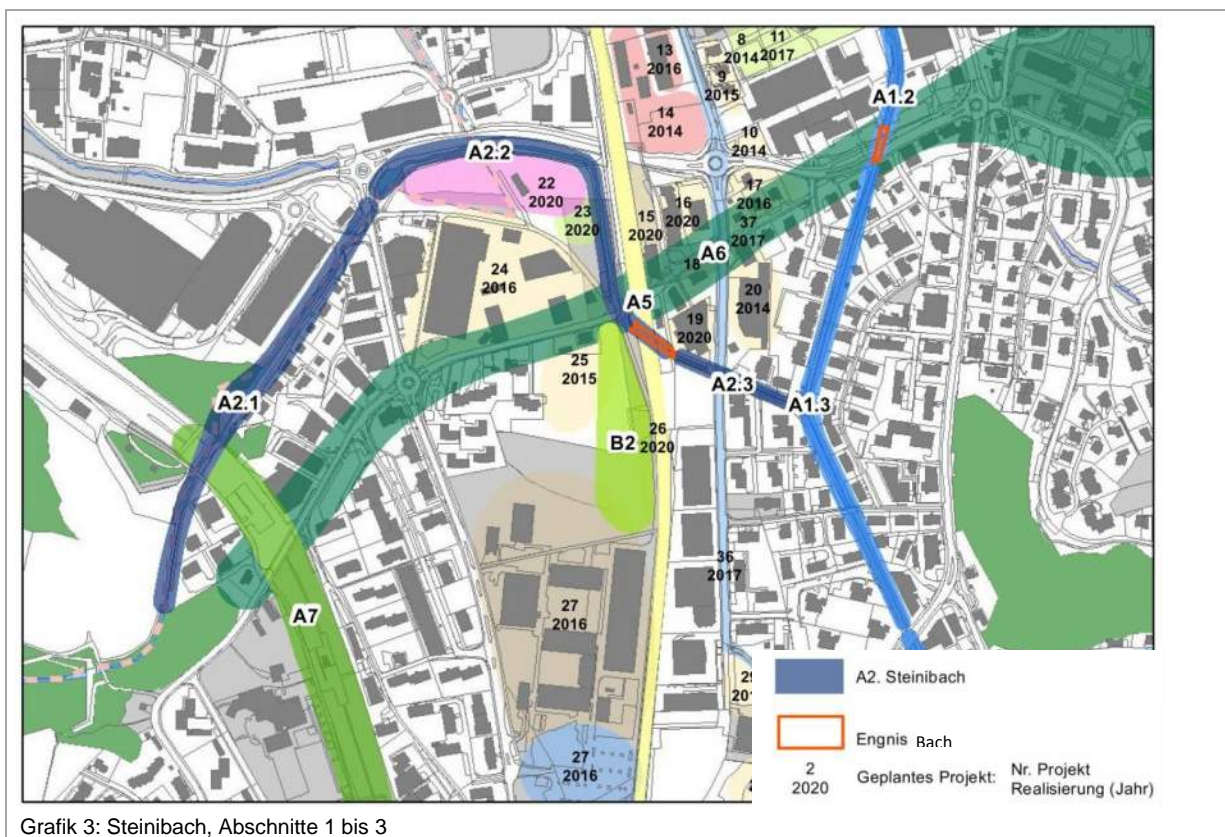 13
2016
8
2014
11
2017
9
2015
14
2014
10
2014
A1.2
A2.2
22
2020
23
2020
15
2020
16
2020
17
2016
37
2017
A6
18
24
2016
A5
19
2020
20
2014
25
2015
A2.3
A1.3
A2.1
B2
26
2020
A7
27
2016
36
2017
27
2016
A2. Steinibach
Engnis Bach
2
2020
Geplantes Projekt:
Nr. Projekt
Realisierung (Jahr)
Grafik 3: Steinibach, Abschnitte 1 bis 3